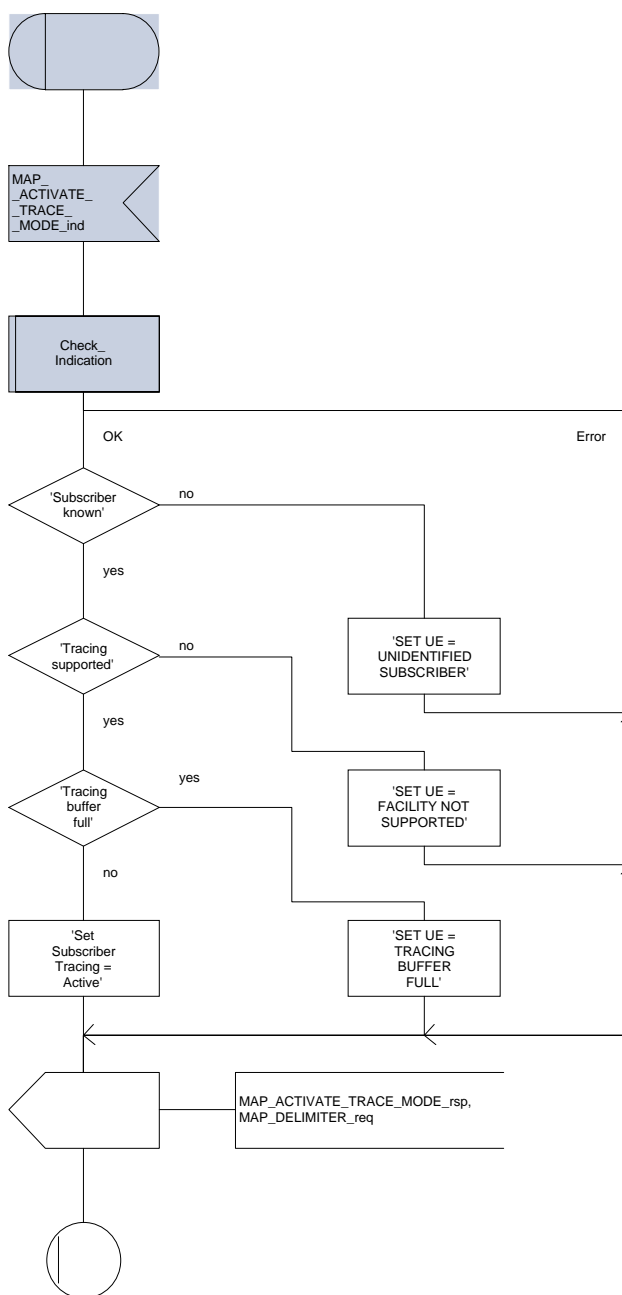 MAP_
_ACTIVATE_
_TRACE_
_MODE_ind
Check_
Indication
OK
Error
'Subscriber
known'
no
yes
'Tracing
supported'
no
'SET UE =
UNIDENTIFIED
SUBSCRIBER'
yes
'Tracing
buffer
full'
yes
'SET UE =
FACILITY NOT
SUPPORTED'
no
'Set
Subscriber
Tracing =
Active'
'SET UE =
TRACING
BUFFER
FULL'
MAP_ACTIVATE_TRACE_MODE_rsp,
MAP_DELIMITER_req